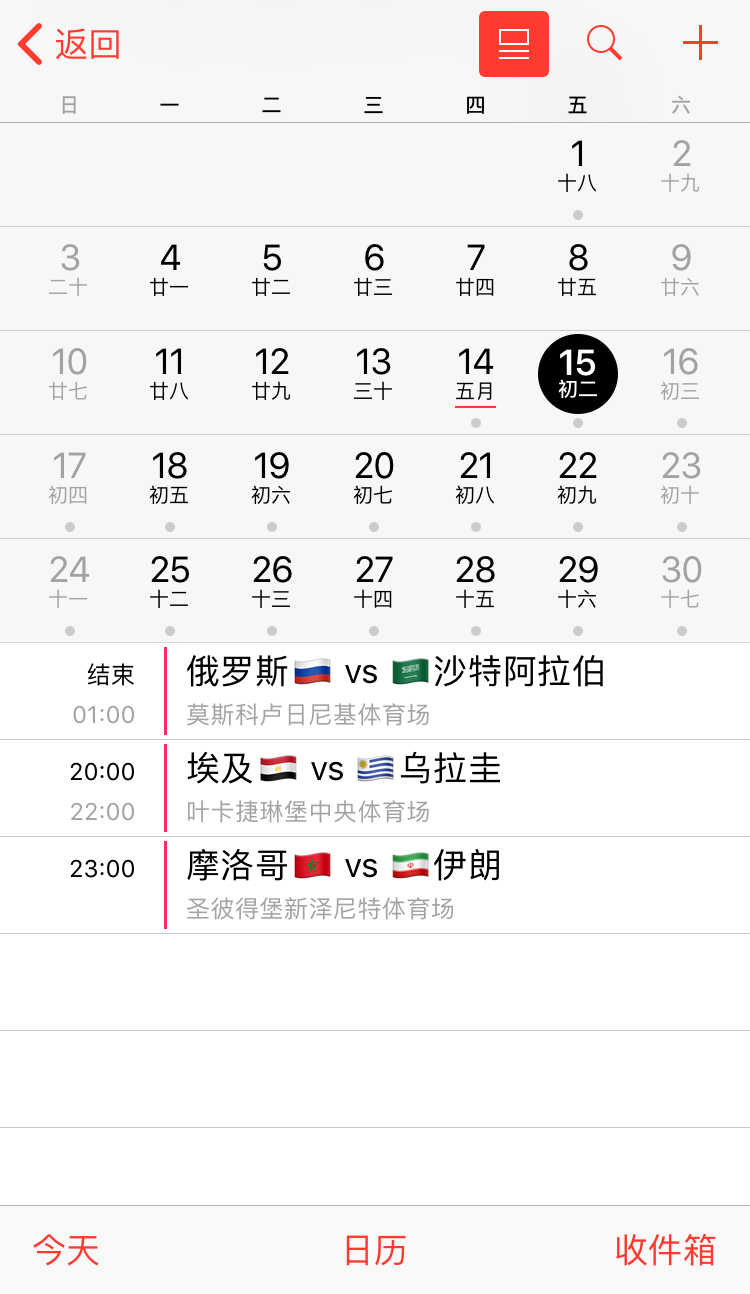 返回
日 一 二 三 四 五 六
1 2
十八 十九
3 4 5 6 7 8 9
二十 廿一 廿二 廿三 廿四 廿五 廿六
10 11 12 13 14 15 16
廿七 廿八 廿九 三十 五月 初二 初三
17 18 19 20 21 22 23
初四 初五 初六 初七 初八 初九 初十
24 25 26 27 28 29 30
十一 十二 十三 十四 十五 十六 十七
结束 俄罗斯🇷🇺 vs 🇸🇦沙特阿拉伯
01:00 莫斯科卢日尼基体育场
20:00 埃及🇪🇬 vs 🇺🇾乌拉圭
22:00 叶卡捷琳堡中央体育场
23:00 摩洛哥🇲🇦 vs 🇮🇷伊朗
圣彼得堡新泽尼特体育场
今天 日历 收件箱